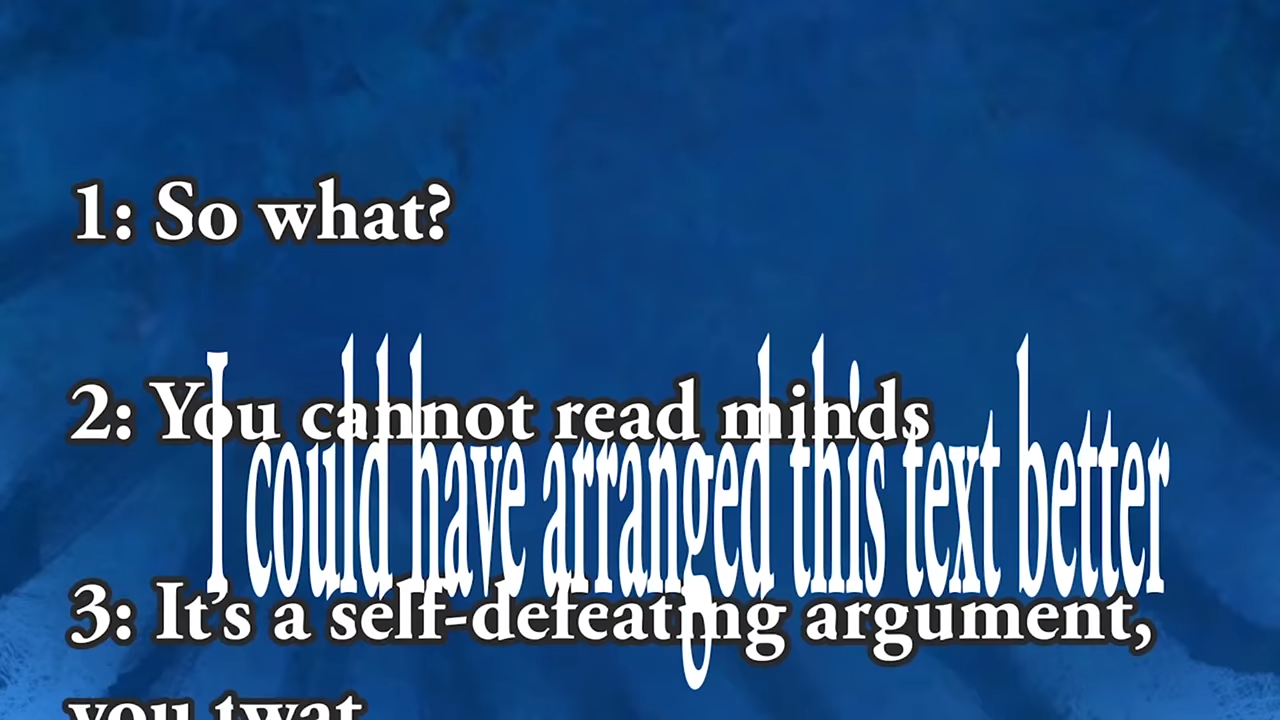 1: So what?
2: You cannot read minds
I could have arranged this text better
3: It's a self-defeating argument,
you twat